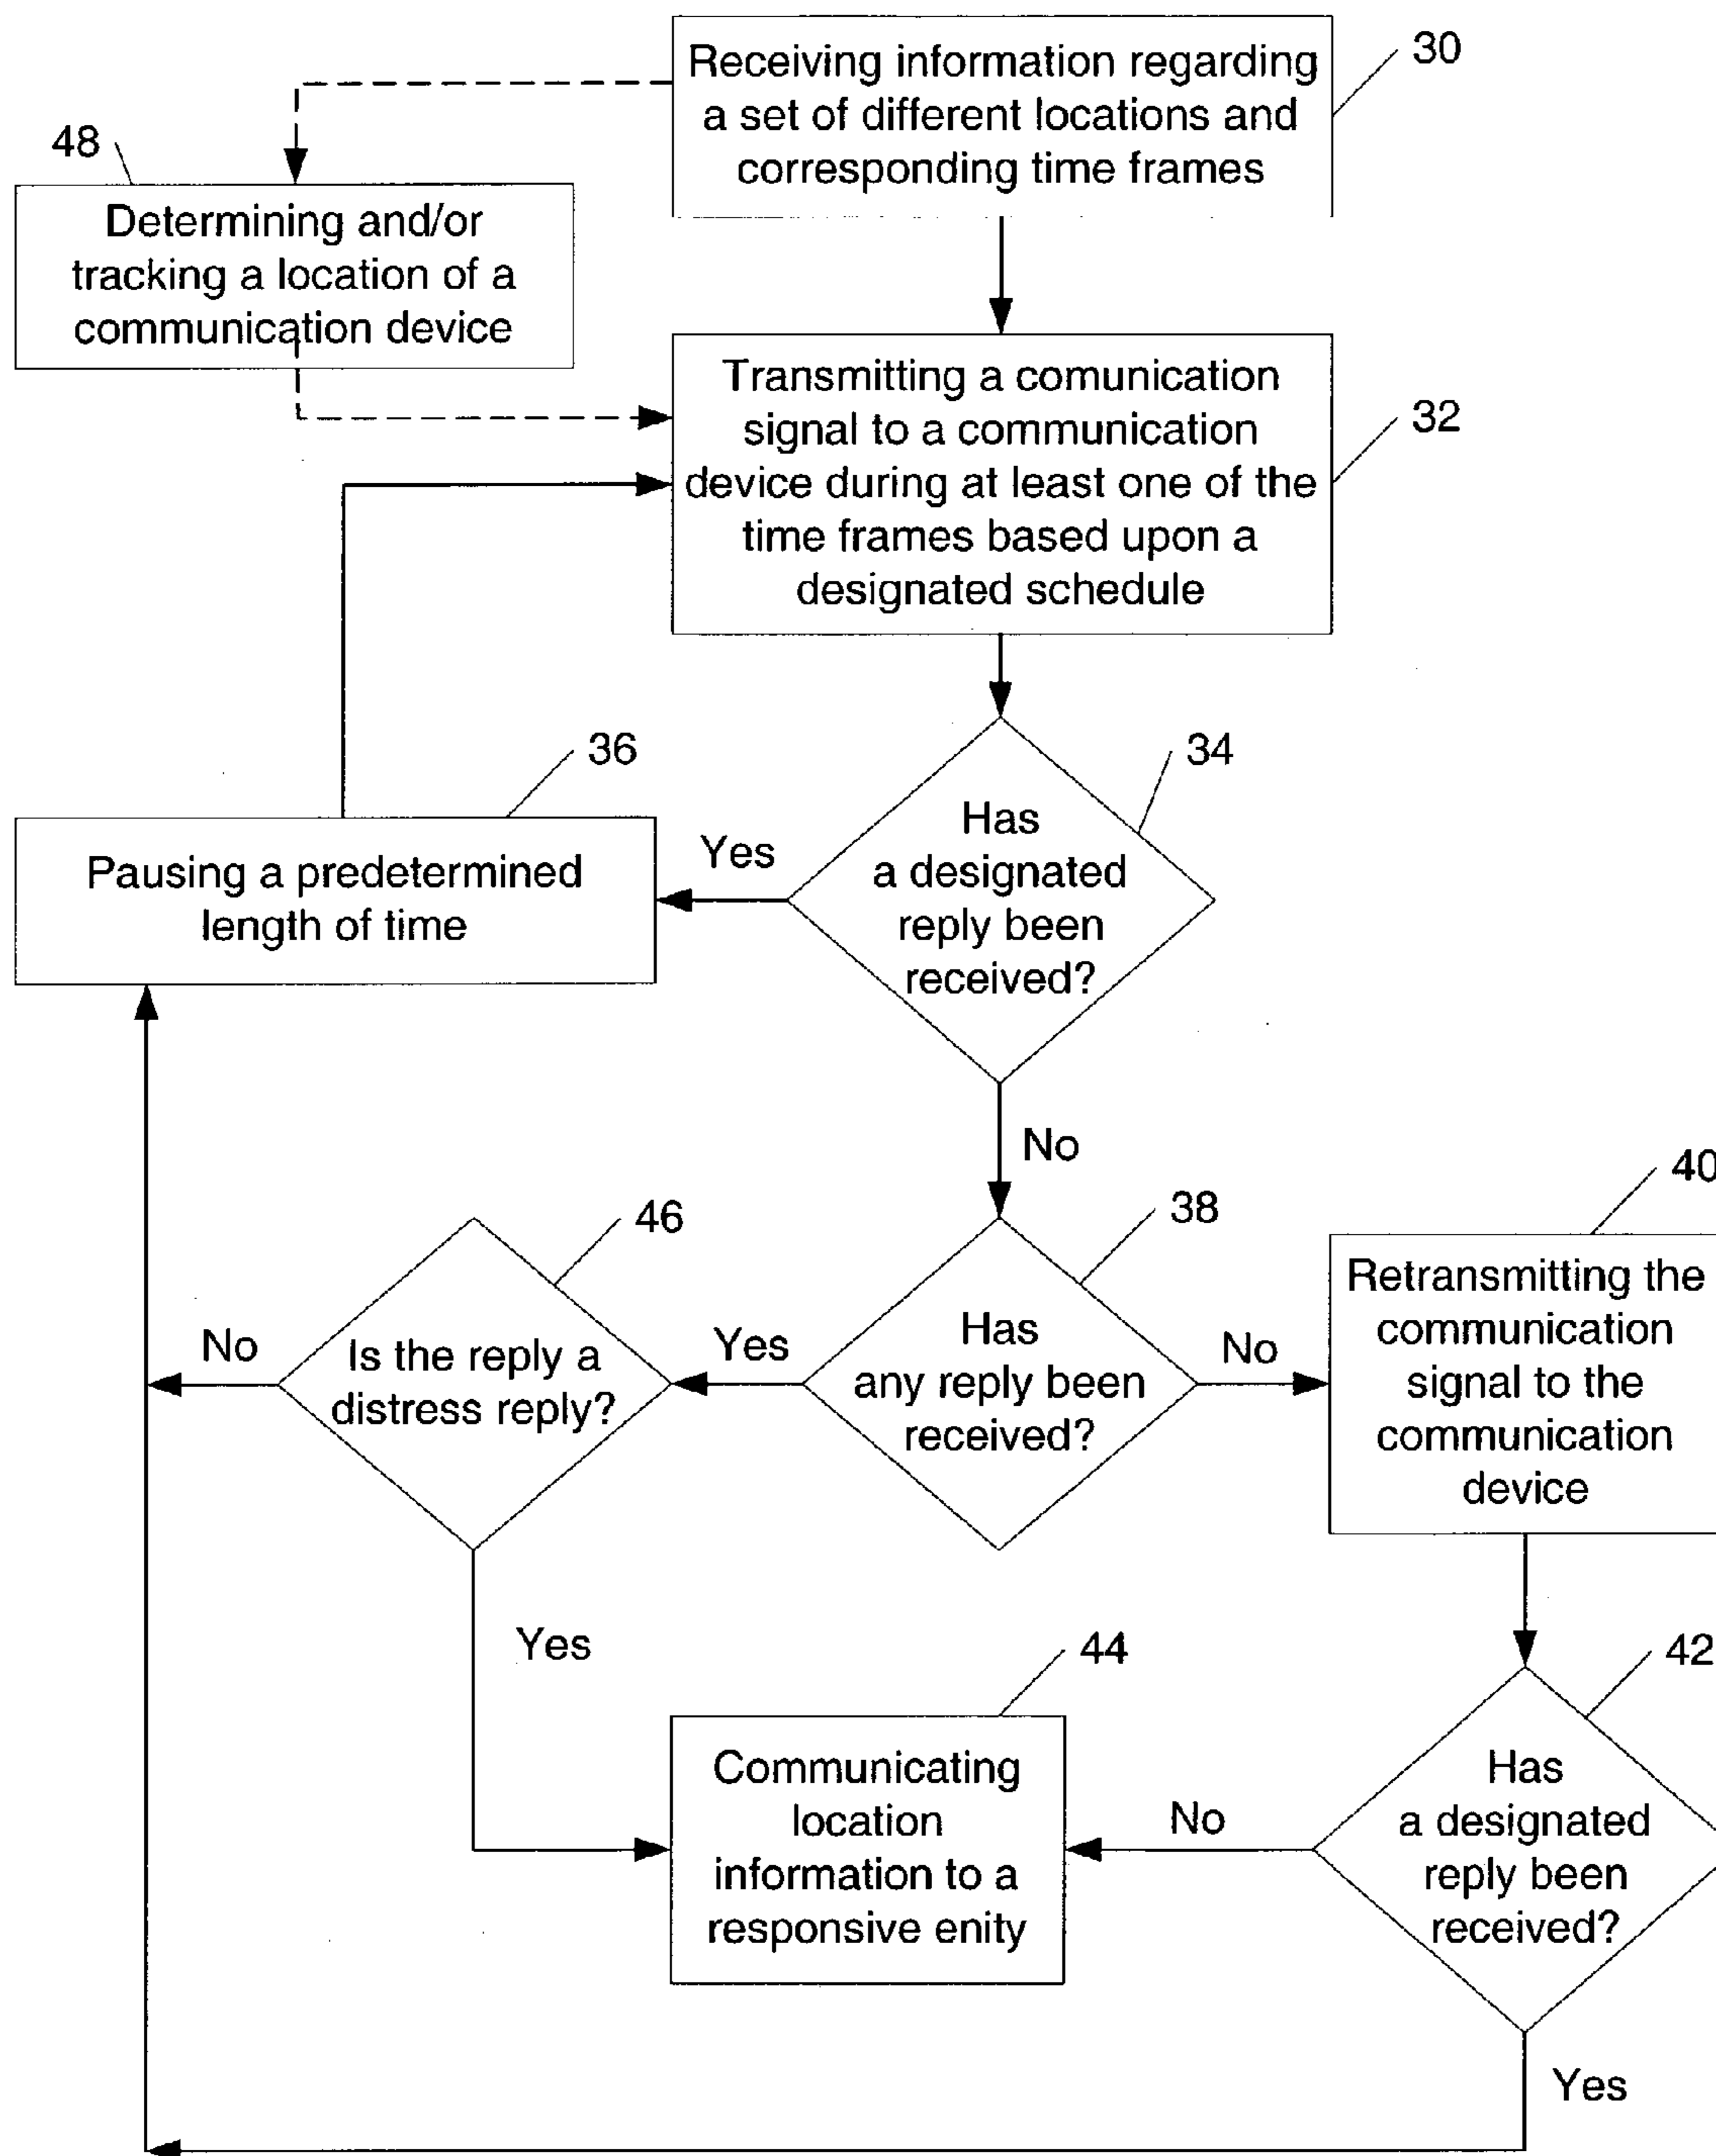 Receiving information regarding
a set of different locations and
corresponding time frames
30
48
Determining and/or
tracking a location of a
communication device
Transmitting a comunication
signal to a communication
device during at least one of the
time frames based upon a
designated schedule
32
36
34
Pausing a predetermined
length of time
Yes
Has
a designated
reply been
received?
No
40
46
38
No
Is the reply a
distress reply?
Yes
Has
any reply been
received?
No
Retransmitting the
communication
signal to the
communication
device
Yes
44
42
Communicating
location
information to a
responsive enity
No
Has
a designated
reply been
received?
Yes